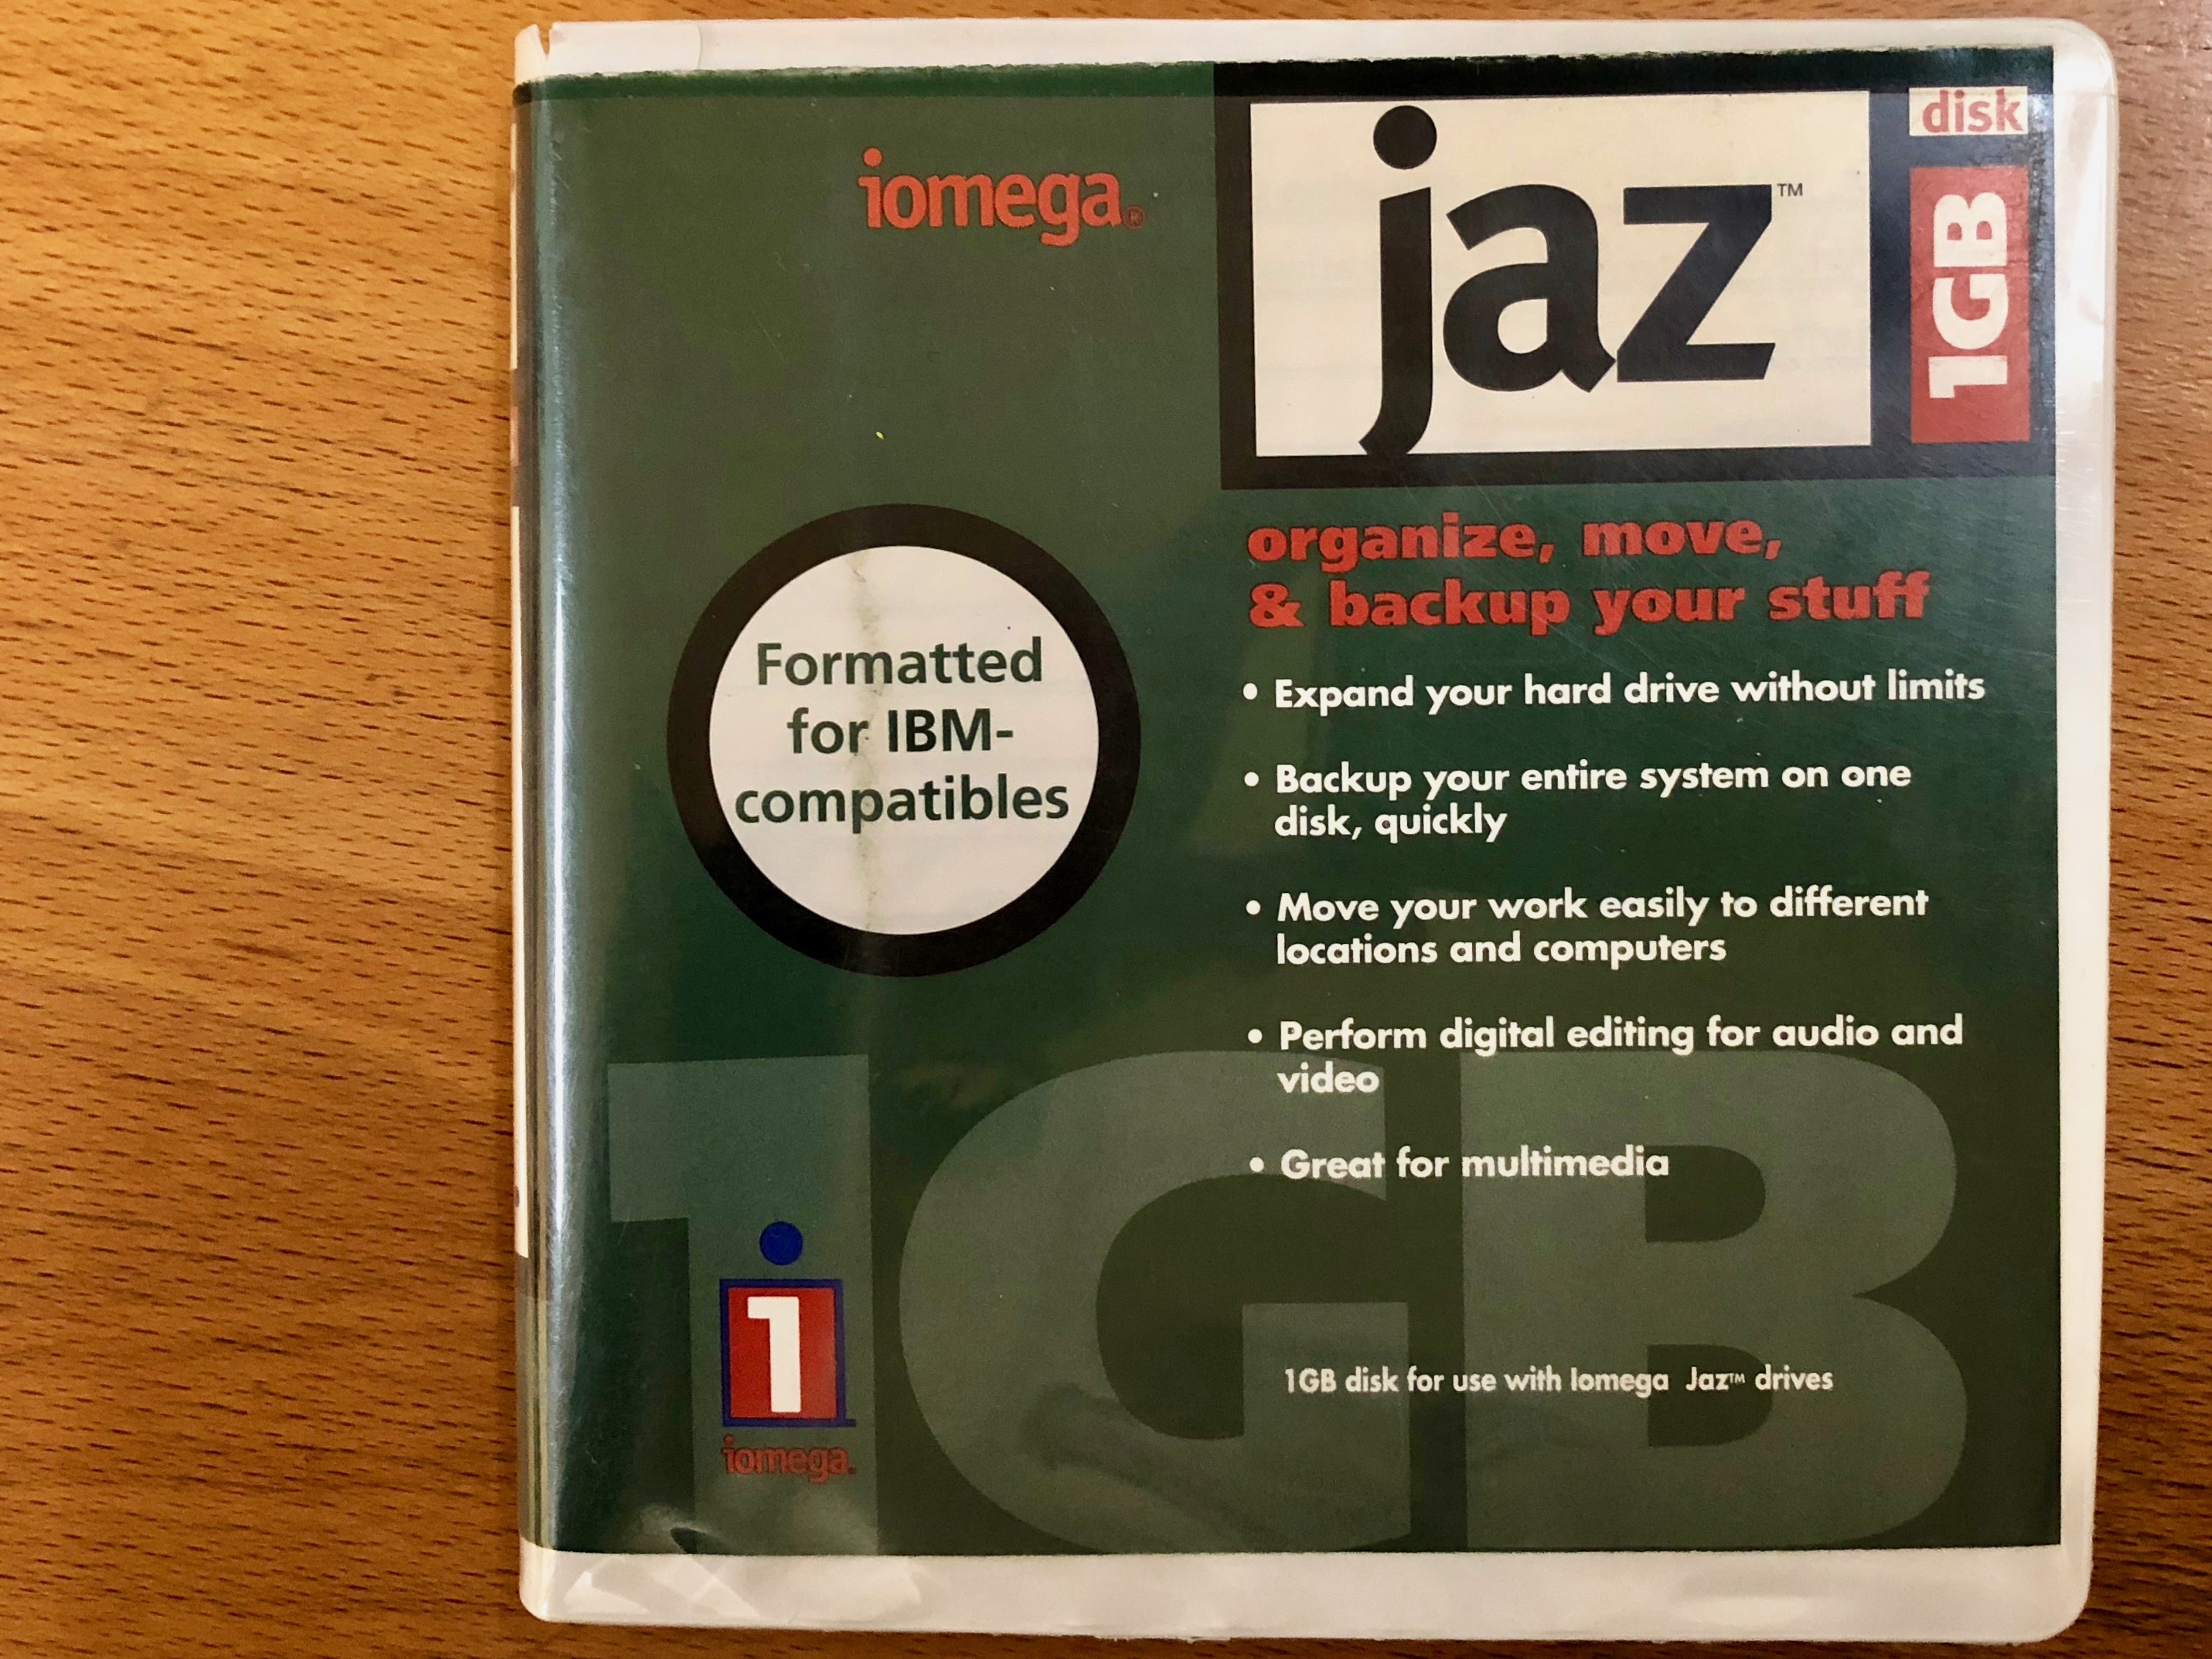 iomega®
jaz™
disk
1GB
organize, move,
& backup your stuff
Formatted
for IBM-
compatibles
• Expand your hard drive without limits
• Backup your entire system on one
disk, quickly
• Move your work easily to different
locations and computers
• Perform digital editing for audio and
video
• Great for multimedia
1GB
1GB disk for use with Iomega Jaz™ drives
i
iomega